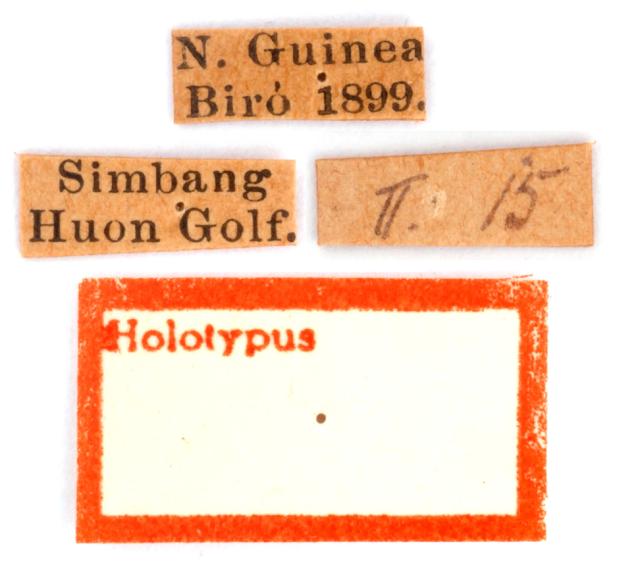 N. Guinea
Biró 1899.
Simbang
Huon Golf.
II. 15
Holotypus